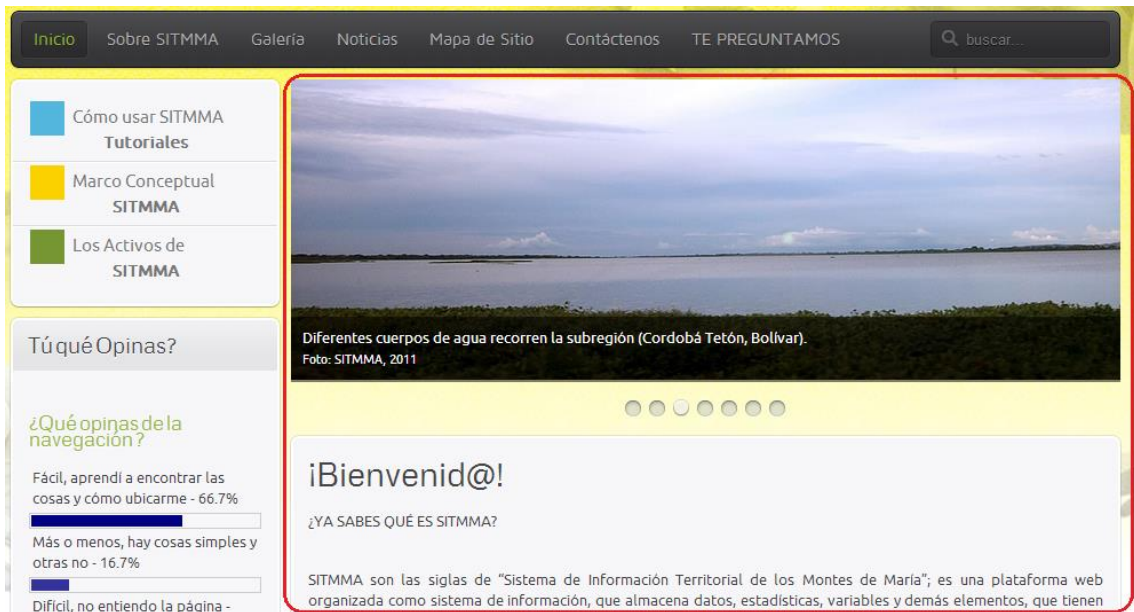 Inicio Sobre SITMMA Galería Noticias Mapa de Sitio Contáctenos TE PREGUNTAMOS buscar...
Cómo usar SITMMA
Tutoriales
Marco Conceptual
SITMMA
Los Activos de
SITMMA
Tú qué Opinas?
¿Qué opinas de la
navegación?
Fácil, aprendí a encontrar las
cosas y cómo ubicarme - 66.7%
Más o menos, hay cosas simples y
otras no - 16.7%
Difícil, no entiendo la página -
Diferentes cuerpos de agua recorren la subregión (Cordobá Tetón, Bolívar).
Foto: SITMMA, 2011
¡Bienvenid@!
¿YA SABES QUÉ ES SITMMA?
SITMMA son las siglas de “Sistema de Información Territorial de los Montes de María”; es una plataforma web
organizada como sistema de información, que almacena datos, estadísticas, variables y demás elementos, que tienen